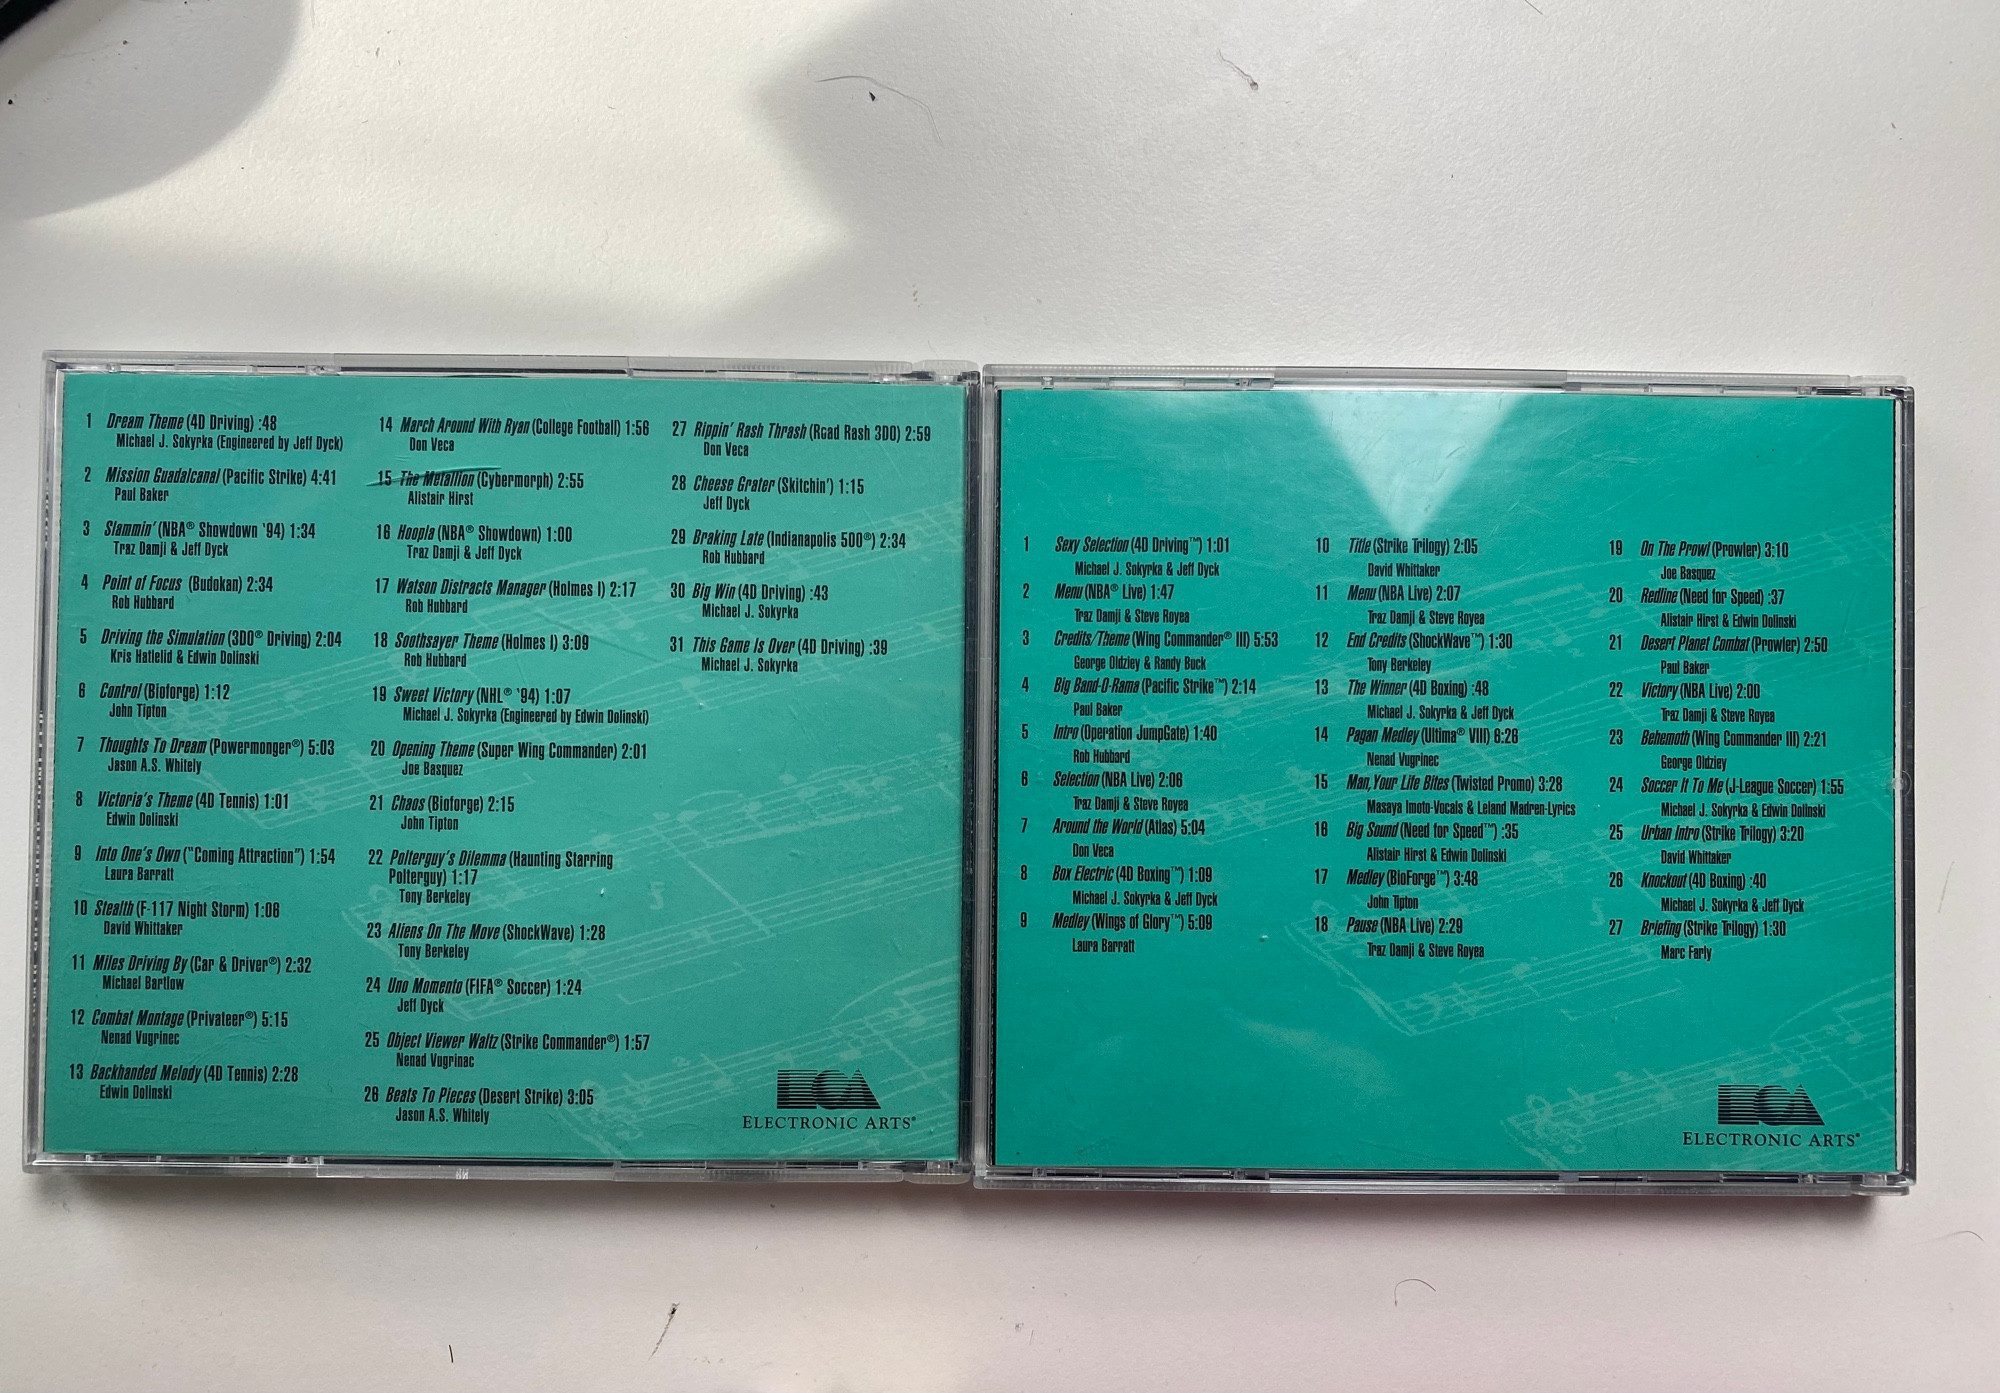 1 Dream Theme (4D Driving) :48
Michael J. Sokyrka (Engineered by Jeff Dyck)
2 Mission Guadalcanal (Pacific Strike) 4:41
Paul Baker
3 Slammin' (NBA® Showdown '94) 1:34
Traz Damji & Jeff Dyck
4 Point of Focus (Budokan) 2:34
Rob Hubbard
5 Driving the Simulation (3DO® Driving) 2:04
Kris Hatlelid & Edwin Dolinski
6 Control (Bioforge) 1:12
John Tipton
7 Thoughts To Dream (Powermonger®) 5:03
Jason A.S. Whitely
8 Victoria's Theme (4D Tennis) 1:01
Edwin Dolinski
9 Into One's Own ("Coming Attraction") 1:54
Laura Barratt
10 Stealth (F-117 Night Storm) 1:06
David Whittaker
11 Miles Driving By (Car & Driver®) 2:32
Michael Bartlow
12 Combat Montage (Privateer®) 5:15
Nenad Vugrinec
13 Backhanded Melody (4D Tennis) 2:28
Edwin Dolinski
14 March Around With Ryan (College Football) 1:56
Don Veca
15 The Metallion (Cybermorph) 2:55
Alistair Hirst
16 Hoopla (NBA® Showdown) 1:00
Traz Damji & Jeff Dyck
17 Watson Distracts Manager (Holmes I) 2:17
Rob Hubbard
18 Soothsayer Theme (Holmes I) 3:09
Rob Hubbard
19 Sweet Victory (NHL® '94) 1:07
Michael J. Sokyrka (Engineered by Edwin Dolinski)
20 Opening Theme (Super Wing Commander) 2:01
Joe Basquez
21 Chaos (Bioforge) 2:15
John Tipton
22 Polterguy's Dilemma (Haunting Starring
Polterguy) 1:17
Tony Berkeley
23 Aliens On The Move (ShockWave) 1:28
Tony Berkeley
24 Uno Momento (FIFA® Soccer) 1:24
Jeff Dyck
25 Object Viewer Waltz (Strike Commander®) 1:57
Nenad Vugrinac
26 Beats To Pieces (Desert Strike) 3:05
Jason A.S. Whitely
27 Rippin' Rash Thrash (Road Rash 3DO) 2:59
Don Veca
28 Cheese Grater (Skitchin') 1:15
Jeff Dyck
29 Braking Late (Indianapolis 500®) 2:34
Rob Hubbard
30 Big Win (4D Driving) :43
Michael J. Sokyrka
31 This Game Is Over (4D Driving) :39
Michael J. Sokyrka
EA
ELECTRONIC ARTS®
1 Sexy Selection (4D Driving™) 1:01
Michael J. Sokyrka & Jeff Dyck
2 Menu (NBA® Live) 1:47
Traz Damji & Steve Royea
3 Credits/Theme (Wing Commander® III) 5:53
George Oldziey & Randy Buck
4 Big Band-O-Rama (Pacific Strike™) 2:14
Paul Baker
5 Intro (Operation JumpGate) 1:40
Rob Hubbard
6 Selection (NBA Live) 2:06
Traz Damji & Steve Royea
7 Around the World (Atlas) 5:04
Don Veca
8 Box Electric (4D Boxing™) 1:09
Michael J. Sokyrka & Jeff Dyck
9 Medley (Wings of Glory™) 5:09
Laura Barratt
10 Title (Strike Trilogy) 2:05
David Whittaker
11 Menu (NBA Live) 2:07
Traz Damji & Steve Royea
12 End Credits (ShockWave™) 1:30
Tony Berkeley
13 The Winner (4D Boxing) :48
Michael J. Sokyrka & Jeff Dyck
14 Pagan Medley (Ultima® VIII) 6:26
Nenad Vugrinec
15 Man, Your Life Bites (Twisted Promo) 3:28
Masaya Imoto-Vocals & Leland Madren-Lyrics
16 Big Sound (Need for Speed™) :35
Alistair Hirst & Edwin Dolinski
17 Medley (BioForge™) 3:48
John Tipton
18 Pause (NBA Live) 2:29
Traz Damji & Steve Royea
19 On The Prowl (Prowler) 3:10
Joe Basquez
20 Redline (Need for Speed) :37
Alistair Hirst & Edwin Dolinski
21 Desert Planet Combat (Prowler) 2:50
Paul Baker
22 Victory (NBA Live) 2:00
Traz Damji & Steve Royea
23 Behemoth (Wing Commander III) 2:21
George Oldziey
24 Soccer It To Me (J-League Soccer) 1:55
Michael J. Sokyrka & Edwin Dolinski
25 Urban Intro (Strike Trilogy) 3:20
David Whittaker
26 Knockout (4D Boxing) :40
Michael J. Sokyrka & Jeff Dyck
27 Briefing (Strike Trilogy) 1:30
Marc Farly
EA
ELECTRONIC ARTS®